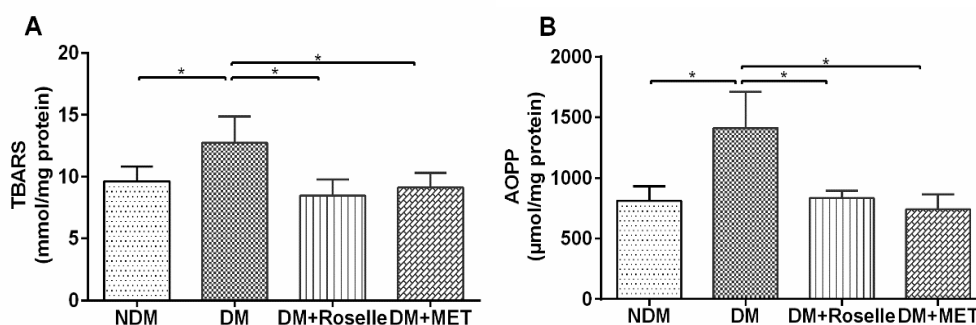 A
TBARS
(mmol/mg protein)
20
15
10
5
0
*
*
*
NDM
DM
DM+Roselle
DM+MET
B
AOPP
(µmol/mg protein)
2000
1500
1000
500
0
*
*
*
NDM
DM
DM+Roselle
DM+MET